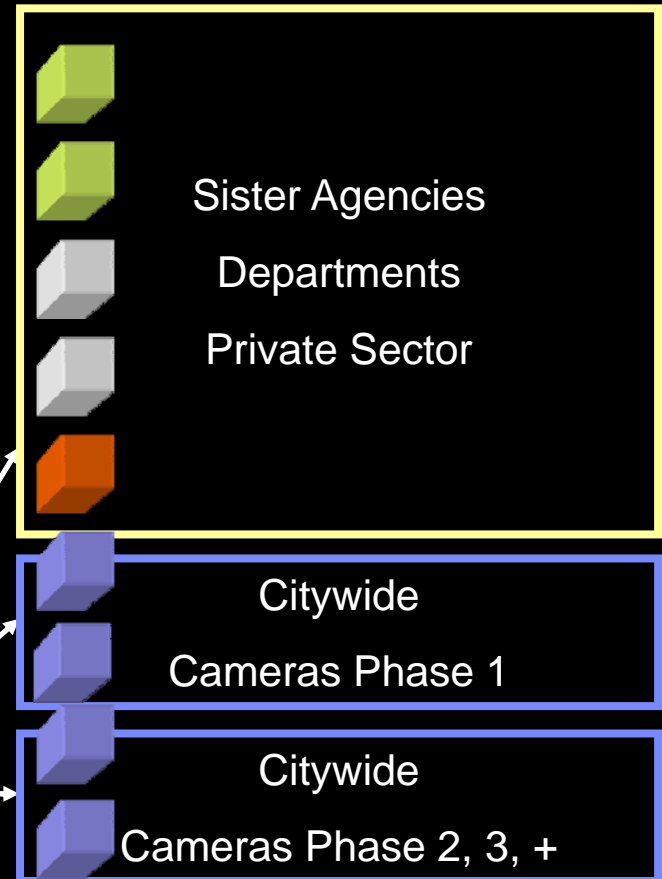 Sister Agencies
Departments
Private Sector
Citywide
Cameras Phase 1
Citywide
Cameras Phase 2, 3, +